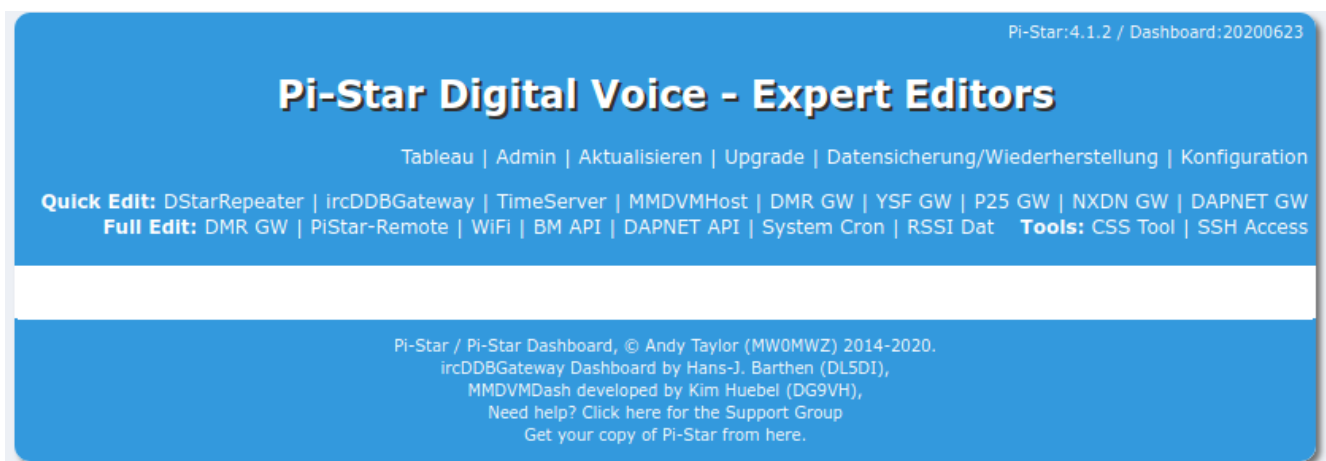 Pi-Star:4.1.2 / Dashboard:20200623
Pi-Star Digital Voice - Expert Editors
Tableau | Admin | Aktualisieren | Upgrade | Datensicherung/Wiederherstellung | Konfiguration
Quick Edit: DStarRepeater | ircDDBGateway | TimeServer | MMDVMHost | DMR GW | YSF GW | P25 GW | NXDN GW | DAPNET GW
Full Edit: DMR GW | PiStar-Remote | WiFi | BM API | DAPNET API | System Cron | RSSI Dat Tools: CSS Tool | SSH Access
Pi-Star / Pi-Star Dashboard, © Andy Taylor (MW0MWZ) 2014-2020.
ircDDBGateway Dashboard by Hans-J. Barthen (DL5DI),
MMDVMDash developed by Kim Huebel (DG9VH),
Need help? Click here for the Support Group
Get your copy of Pi-Star from here.